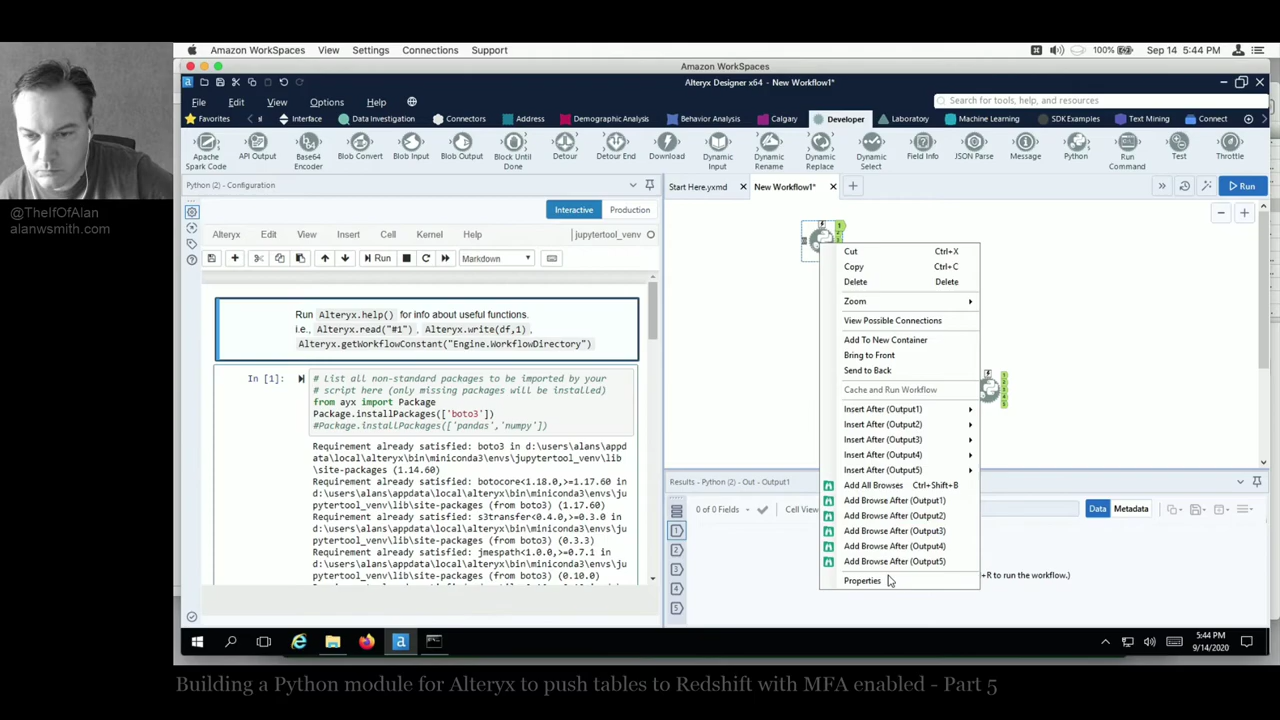 Amazon WorkSpaces View Settings Connections Support
100% Sep 14 5:44 PM
Amazon WorkSpaces
Alteryx Designer x64 - New Workflow1*
File Edit View Options Help
Search for tools, help, and resources
Favorites Interface Data Investigation Connectors Address Demographic Analysis Behavior Analysis Calgary Developer Laboratory Machine Learning SDK Examples Text Mining Connect
Apache Spark Code
API Output
Base64 Encoder
Blob Convert
Blob Input
Blob Output
Block Until Done
Detour
Detour End
Download
Dynamic Input
Dynamic Rename
Dynamic Replace
Dynamic Select
Field Info
JSON Parse
Message
Python
Run Command
Test
Throttle
Python (2) - Configuration
Start Here.yxmd
New Workflow1*
Run
Interactive Production
Alteryx Edit View Insert Cell Kernel Help
jupytertool_venv
Run
Markdown
Run Alteryx.help() for info about useful functions.
i.e., Alteryx.read("#1") , Alteryx.write(df,1) ,
Alteryx.getWorkflowConstant("Engine.WorkflowDirectory")
In [1]:
# List all non-standard packages to be imported by your
# script here (only missing packages will be installed)
from ayx import Package
Package.installPackages(['boto3'])
#Package.installPackages(['pandas','numpy'])
Requirement already satisfied: boto3 in d:\users\alans\appd
ata\local\alteryx\bin\miniconda3\envs\jupytertool_venv\lib
\site-packages (1.14.60)
Requirement already satisfied: botocore<1.18.0,>=1.17.60 in
d:\users\alans\appdata\local\alteryx\bin\miniconda3\envs\ju
pytertool_venv\lib\site-packages (from boto3) (1.17.60)
Requirement already satisfied: s3transfer<0.4.0,>=0.3.0 in
d:\users\alans\appdata\local\alteryx\bin\miniconda3\envs\ju
pytertool_venv\lib\site-packages (from boto3) (0.3.3)
Requirement already satisfied: jmespath<1.0.0,>=0.7.1 in
d:\users\alans\appdata\local\alteryx\bin\miniconda3\envs\ju
pytertool_venv\lib\site-packages (from boto3) (0.10.0)
Cut Ctrl+X
Copy Ctrl+C
Delete Delete
Zoom
View Possible Connections
Add To New Container
Bring to Front
Send to Back
Cache and Run Workflow
Insert After (Output1)
Insert After (Output2)
Insert After (Output3)
Insert After (Output4)
Insert After (Output5)
Add All Browses Ctrl+Shift+B
Add Browse After (Output1)
Add Browse After (Output2)
Add Browse After (Output3)
Add Browse After (Output4)
Add Browse After (Output5)
Properties
Results - Python (2) - Out - Output1
0 of 0 Fields Cell View
Data Metadata
1
2
3
4
5
+R to run the workflow.)
5:44 PM
9/14/2020
@TheIfOfAlan
alanwsmith.com
Building a Python module for Alteryx to push tables to Redshift with MFA enabled - Part 5